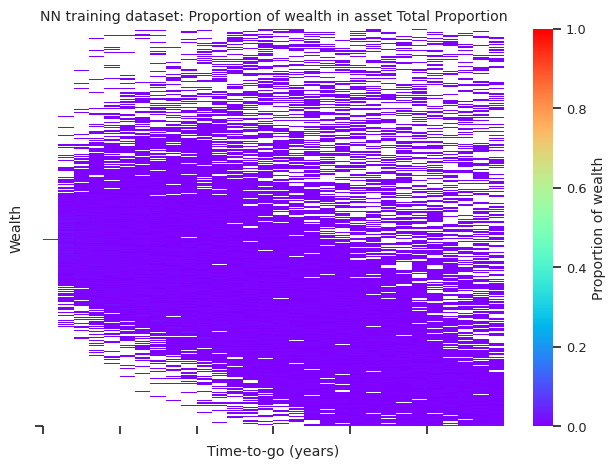 NN training dataset: Proportion of wealth in asset Total Proportion
Wealth
Time-to-go (years)
1.0
0.8
0.6
0.4
0.2
0.0
Proportion of wealth